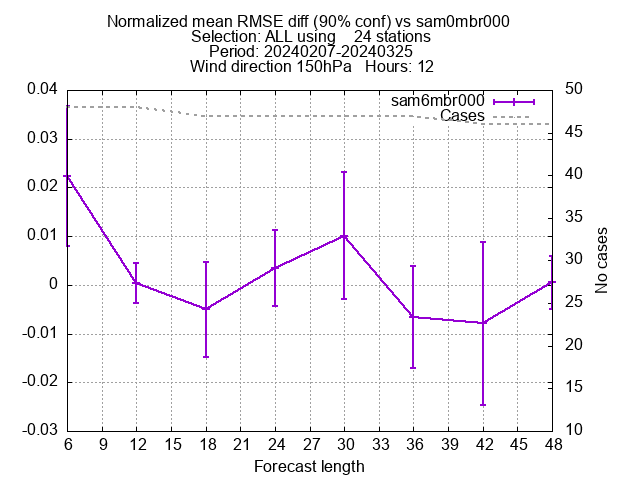 Normalized mean RMSE diff (90% conf) vs sam0mbr000
Selection: ALL using    24 stations
Period: 20240207-20240325
Wind direction 150hPa   Hours: 12
sam6mbr000
Cases
0.04
0.03
0.02
0.01
0
-0.01
-0.02
-0.03
50
45
40
35
30
25
20
15
10
No cases
6 9 12 15 18 21 24 27 30 33 36 39 42 45 48
Forecast length